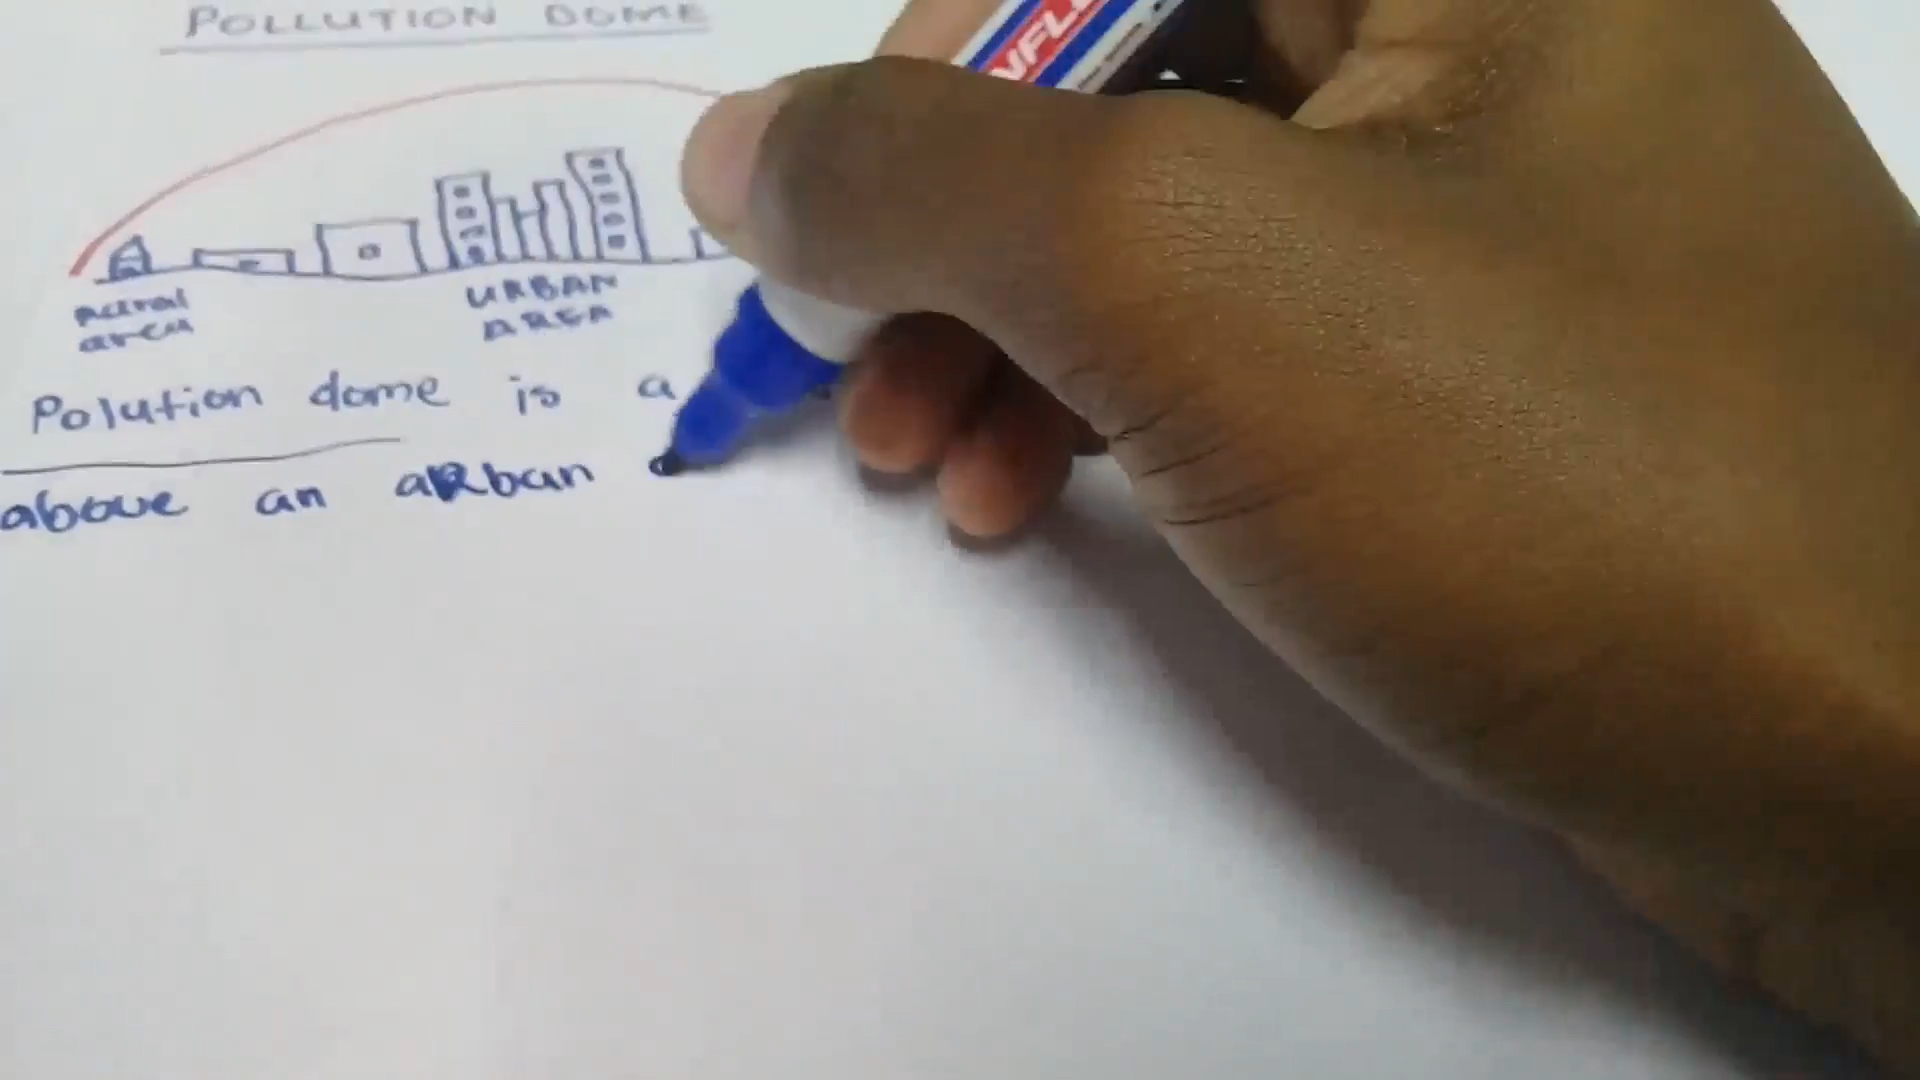 POLLUTION DOME
Rural
area
URBAN
AREA
Polution dome is a
above an aRban